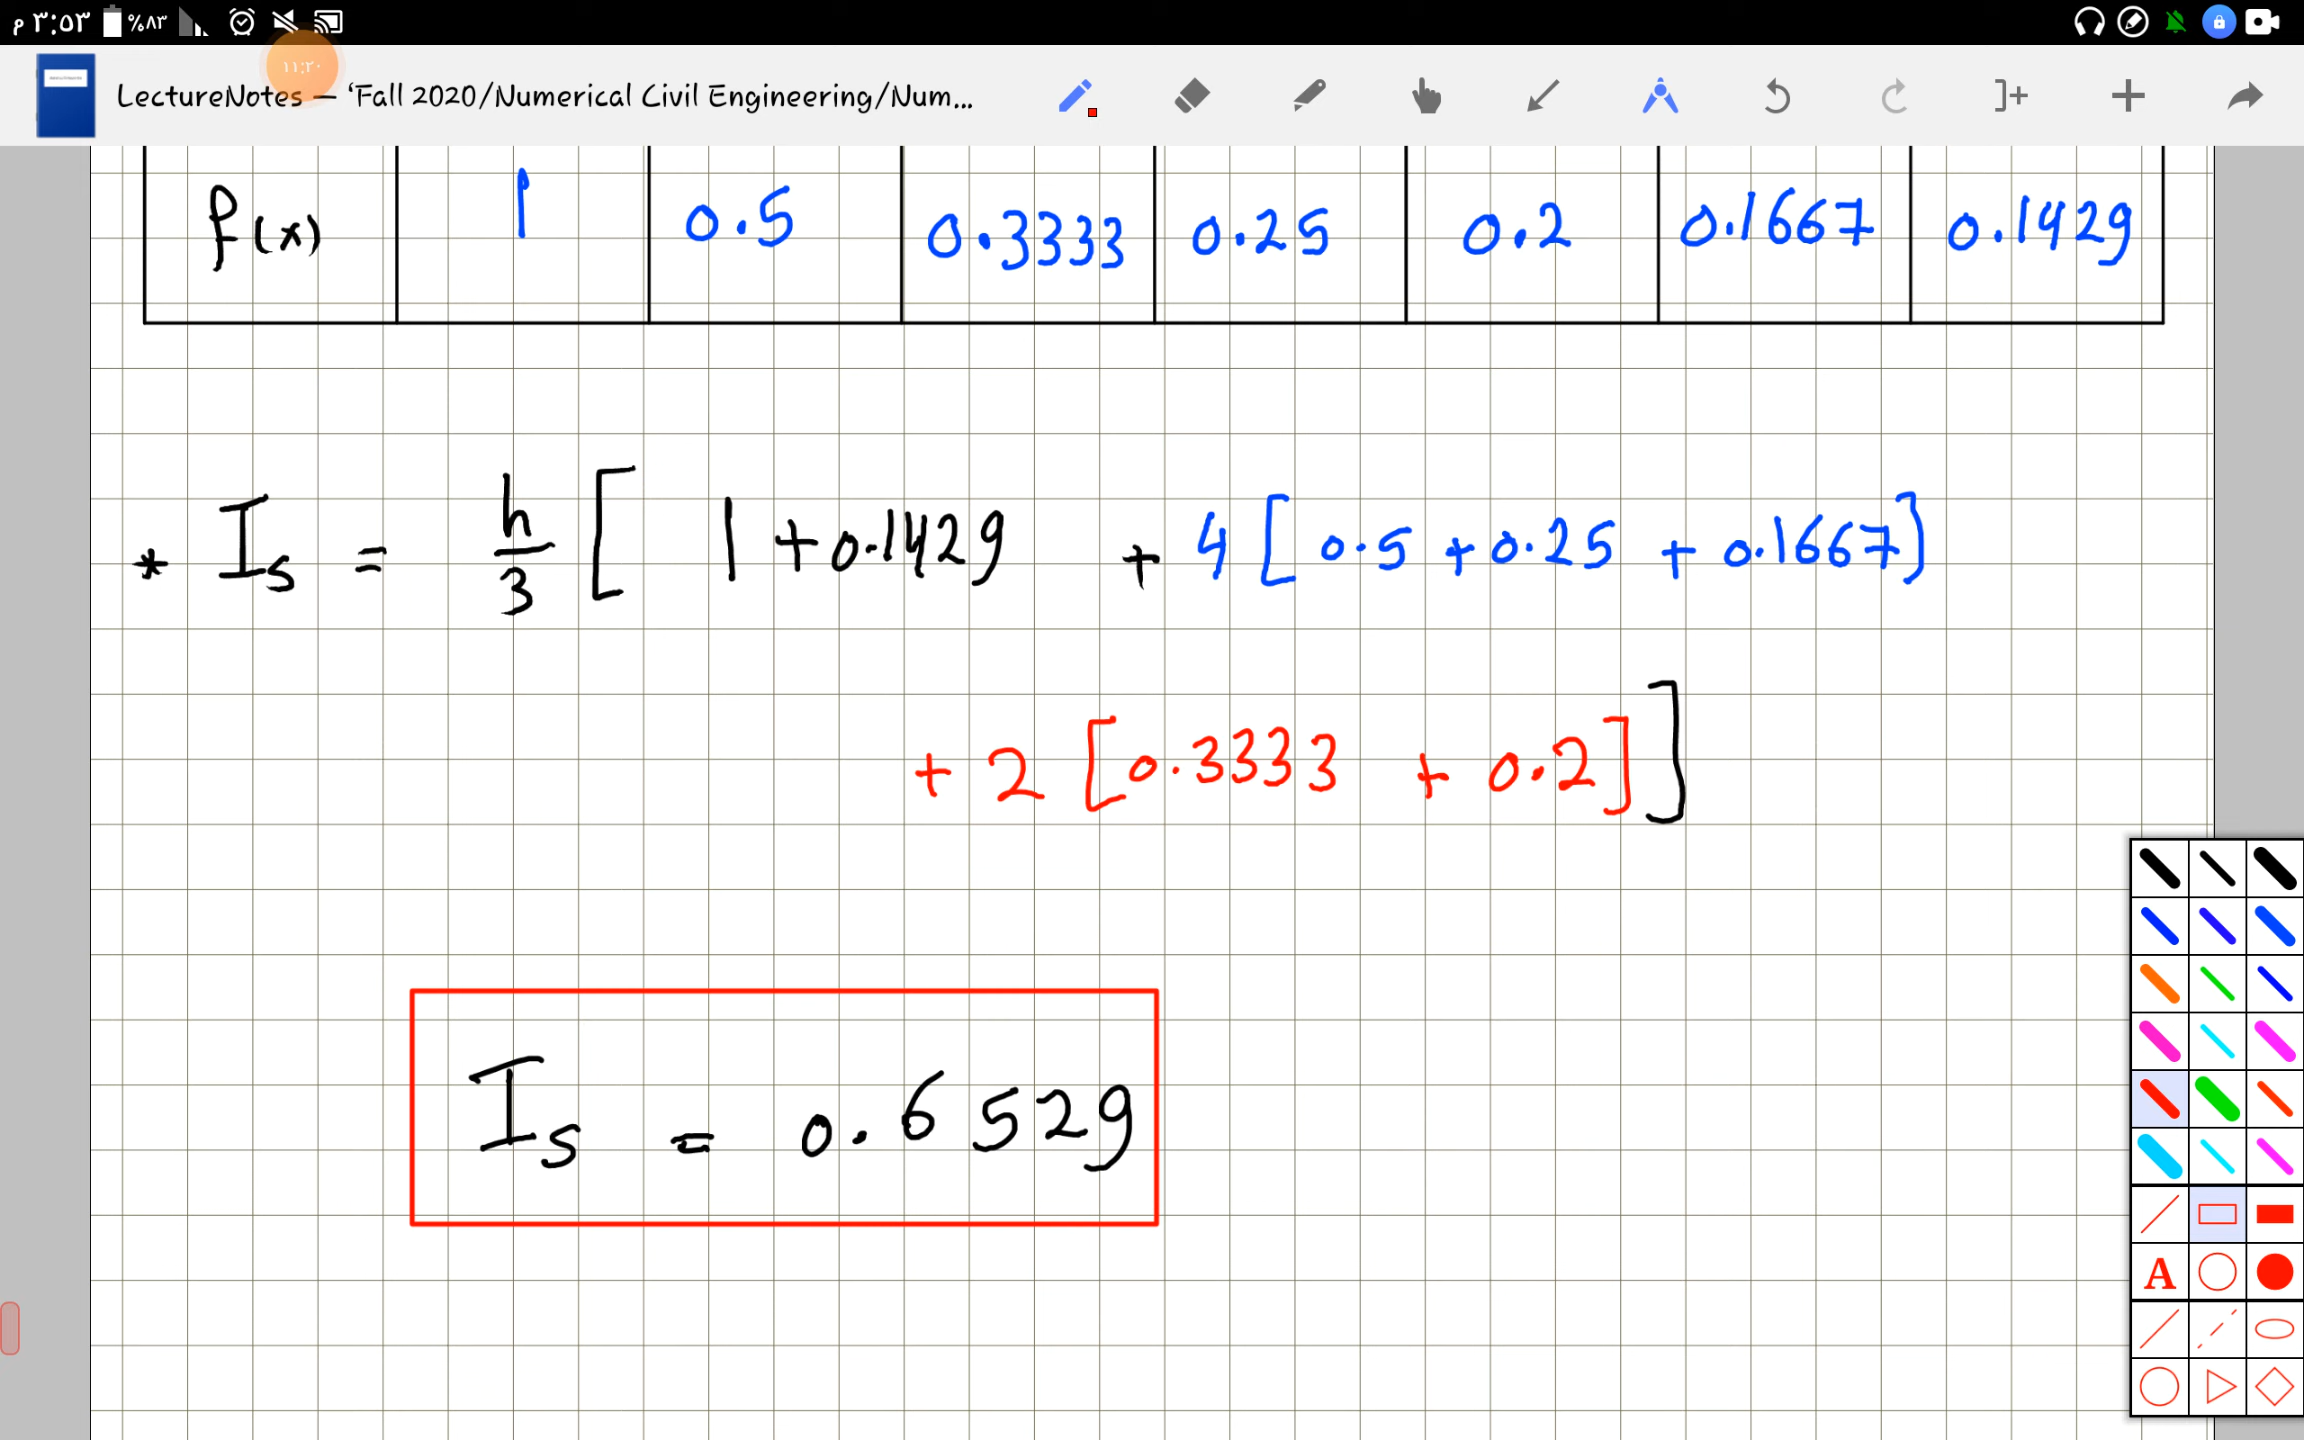 م ٣:٥٣ %٨٣
١١:٢٠
LectureNotes – ‘Fall 2020/Numerical Civil Engineering/Num...
f(x) 1 0.5 0.3333 0.25 0.2 0.1667 0.1429
* Is = h/3 [ 1 + 0.1429 + 4 [ 0.5 + 0.25 + 0.1667 ]
+ 2 [ 0.3333 + 0.2 ] ]
Is = 0.6529
A